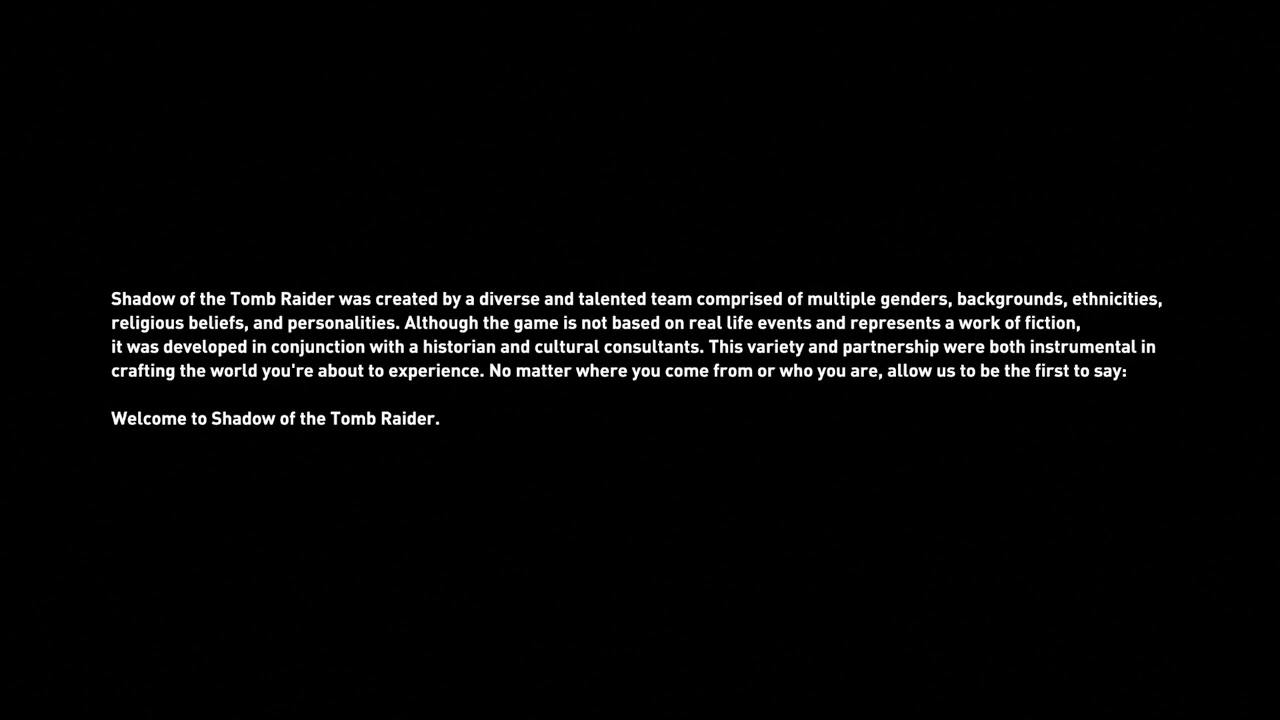 Shadow of the Tomb Raider was created by a diverse and talented team comprised of multiple genders, backgrounds, ethnicities,
religious beliefs, and personalities. Although the game is not based on real life events and represents a work of fiction,
it was developed in conjunction with a historian and cultural consultants. This variety and partnership were both instrumental in
crafting the world you're about to experience. No matter where you come from or who you are, allow us to be the first to say:
Welcome to Shadow of the Tomb Raider.